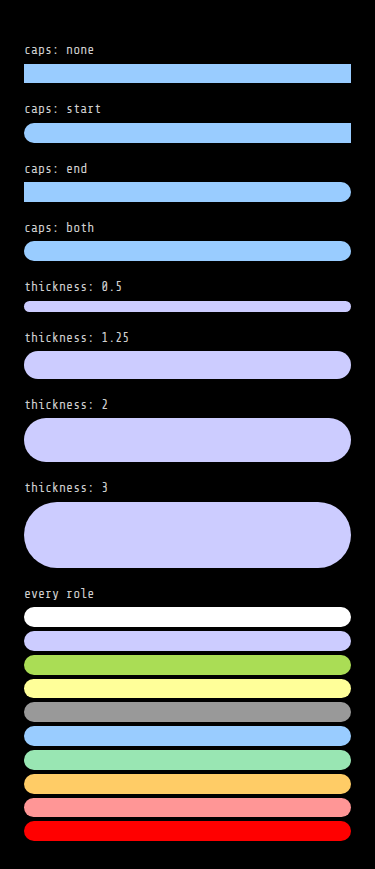 caps: none
caps: start
caps: end
caps: both
thickness: 0.5
thickness: 1.25
thickness: 2
thickness: 3
every role